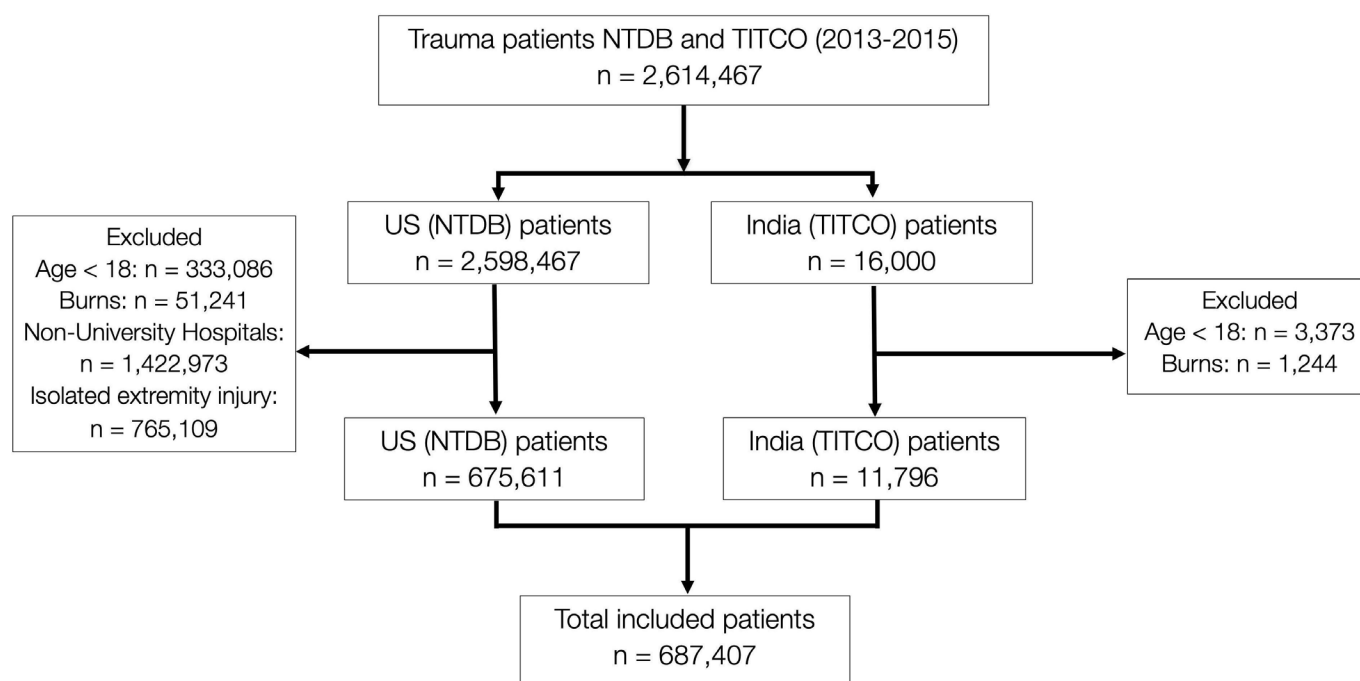 Trauma patients NTDB and TITCO (2013-2015)
n = 2,614,467
US (NTDB) patients
n = 2,598,467
India (TITCO) patients
n = 16,000
Excluded
Age < 18: n = 333,086
Burns: n = 51,241
Non-University Hospitals:
n = 1,422,973
Isolated extremity injury:
n = 765,109
Excluded
Age < 18: n = 3,373
Burns: n = 1,244
US (NTDB) patients
n = 675,611
India (TITCO) patients
n = 11,796
Total included patients
n = 687,407